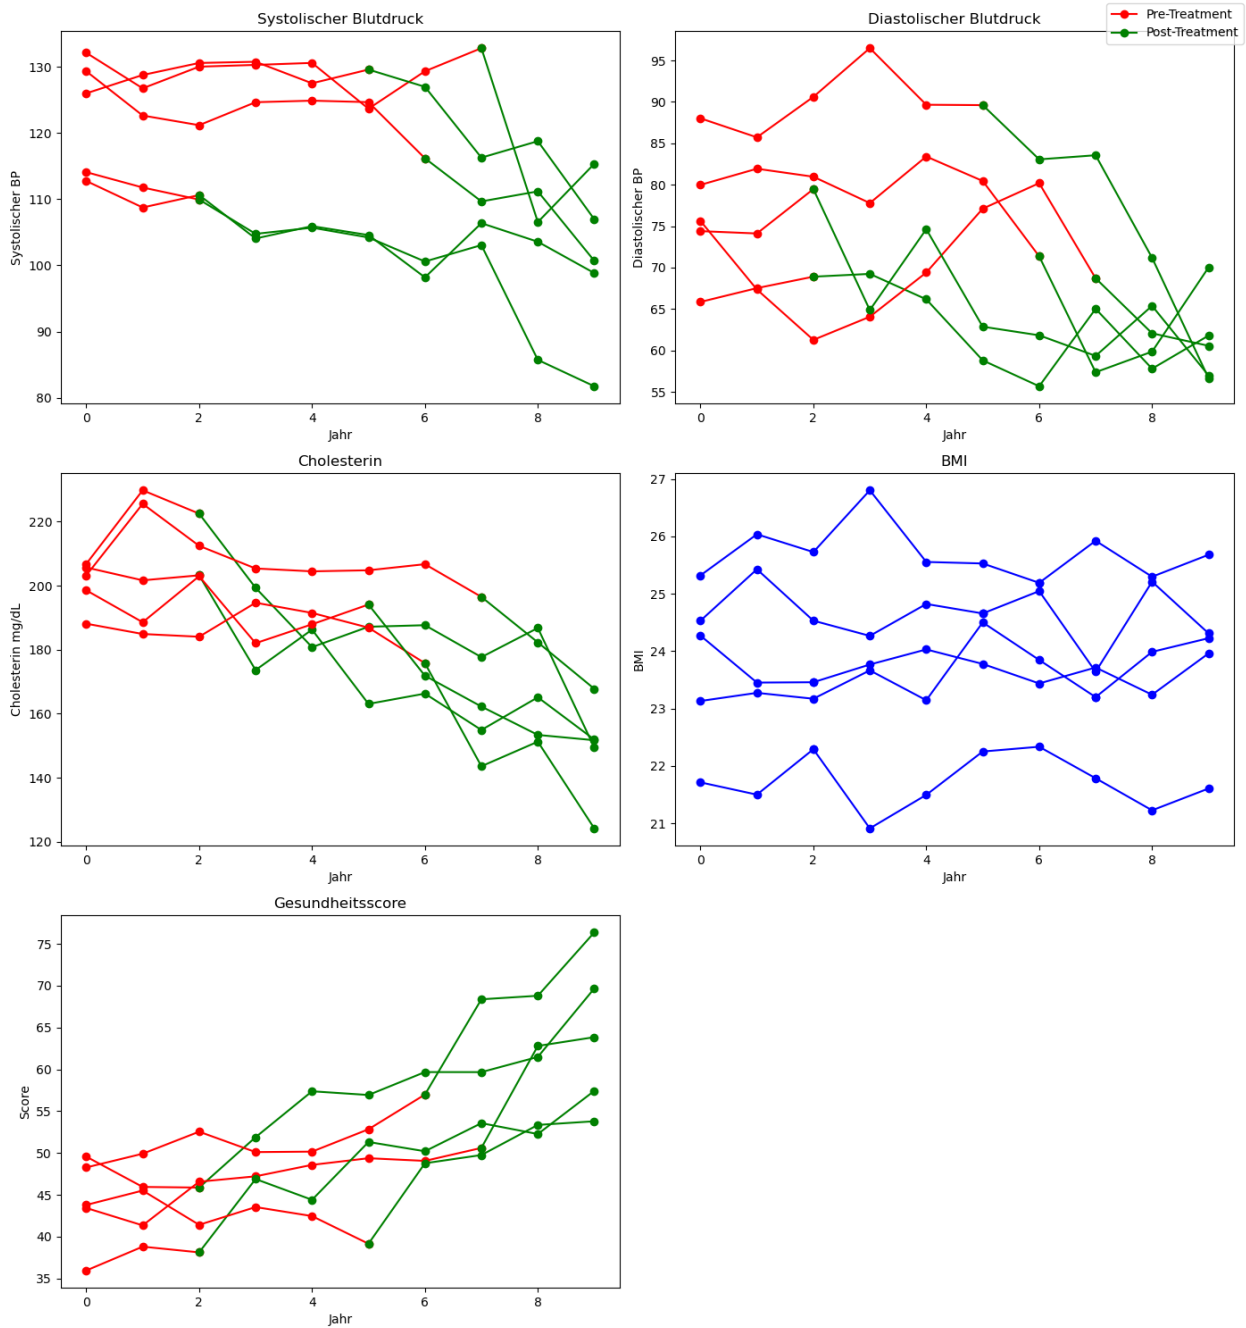 Systolischer Blutdruck
Systolischer BP
130
120
110
100
90
80
0 2 4 6 8
Jahr
Diastolischer Blutdruck
Pre-Treatment
Post-Treatment
Diastolischer BP
95
90
85
80
75
70
65
60
55
0 2 4 6 8
Jahr
Cholesterin
Cholesterin mg/dL
220
200
180
160
140
120
0 2 4 6 8
Jahr
BMI
BMI
27
26
25
24
23
22
21
0 2 4 6 8
Jahr
Gesundheitsscore
Score
75
70
65
60
55
50
45
40
35
0 2 4 6 8
Jahr